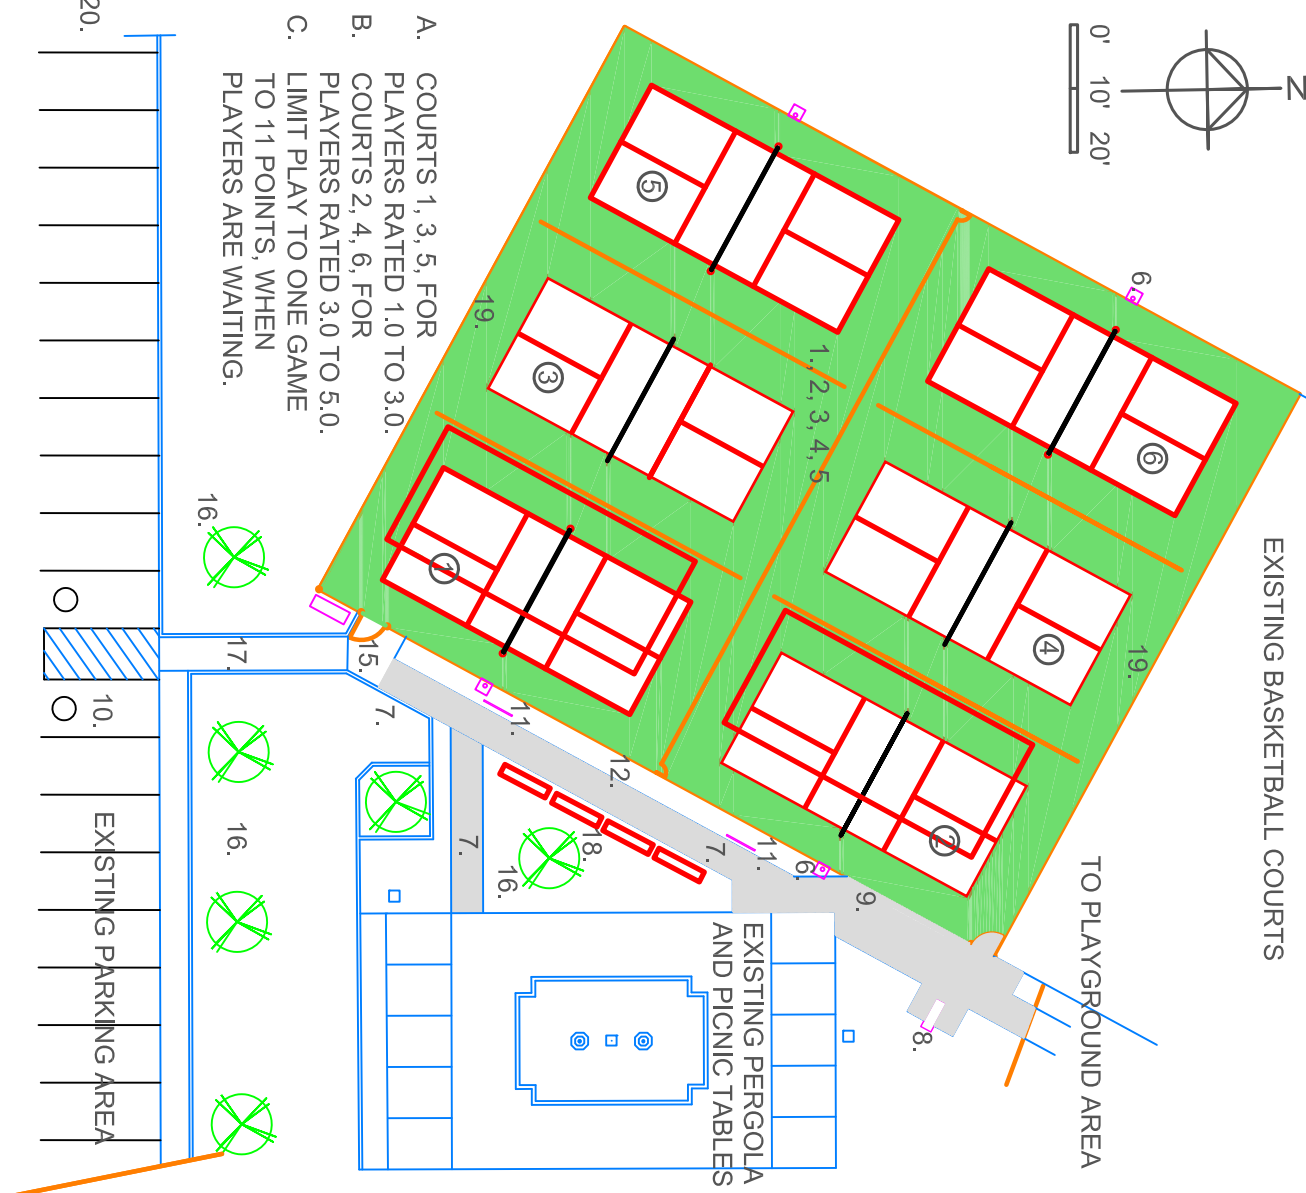 N
0' 10' 20'
EXISTING BASKETBALL COURTS
6.
19.
TO PLAYGROUND AREA
6
4
2
1., 2, 3, 4, 5
5
3
1
19.
A. COURTS 1, 3, 5, FOR
PLAYERS RATED 1.0 TO 3.0.
B. COURTS 2, 4, 6, FOR
PLAYERS RATED 3.0 TO 5.0.
C. LIMIT PLAY TO ONE GAME
TO 11 POINTS, WHEN
PLAYERS ARE WAITING.
20.
16.
17.
15.
10.
7.
11.
12.
18.
7.
16.
16.
7.
11.
6.
9.
8.
EXISTING PERGOLA
AND PICNIC TABLES
EXISTING PARKING AREA